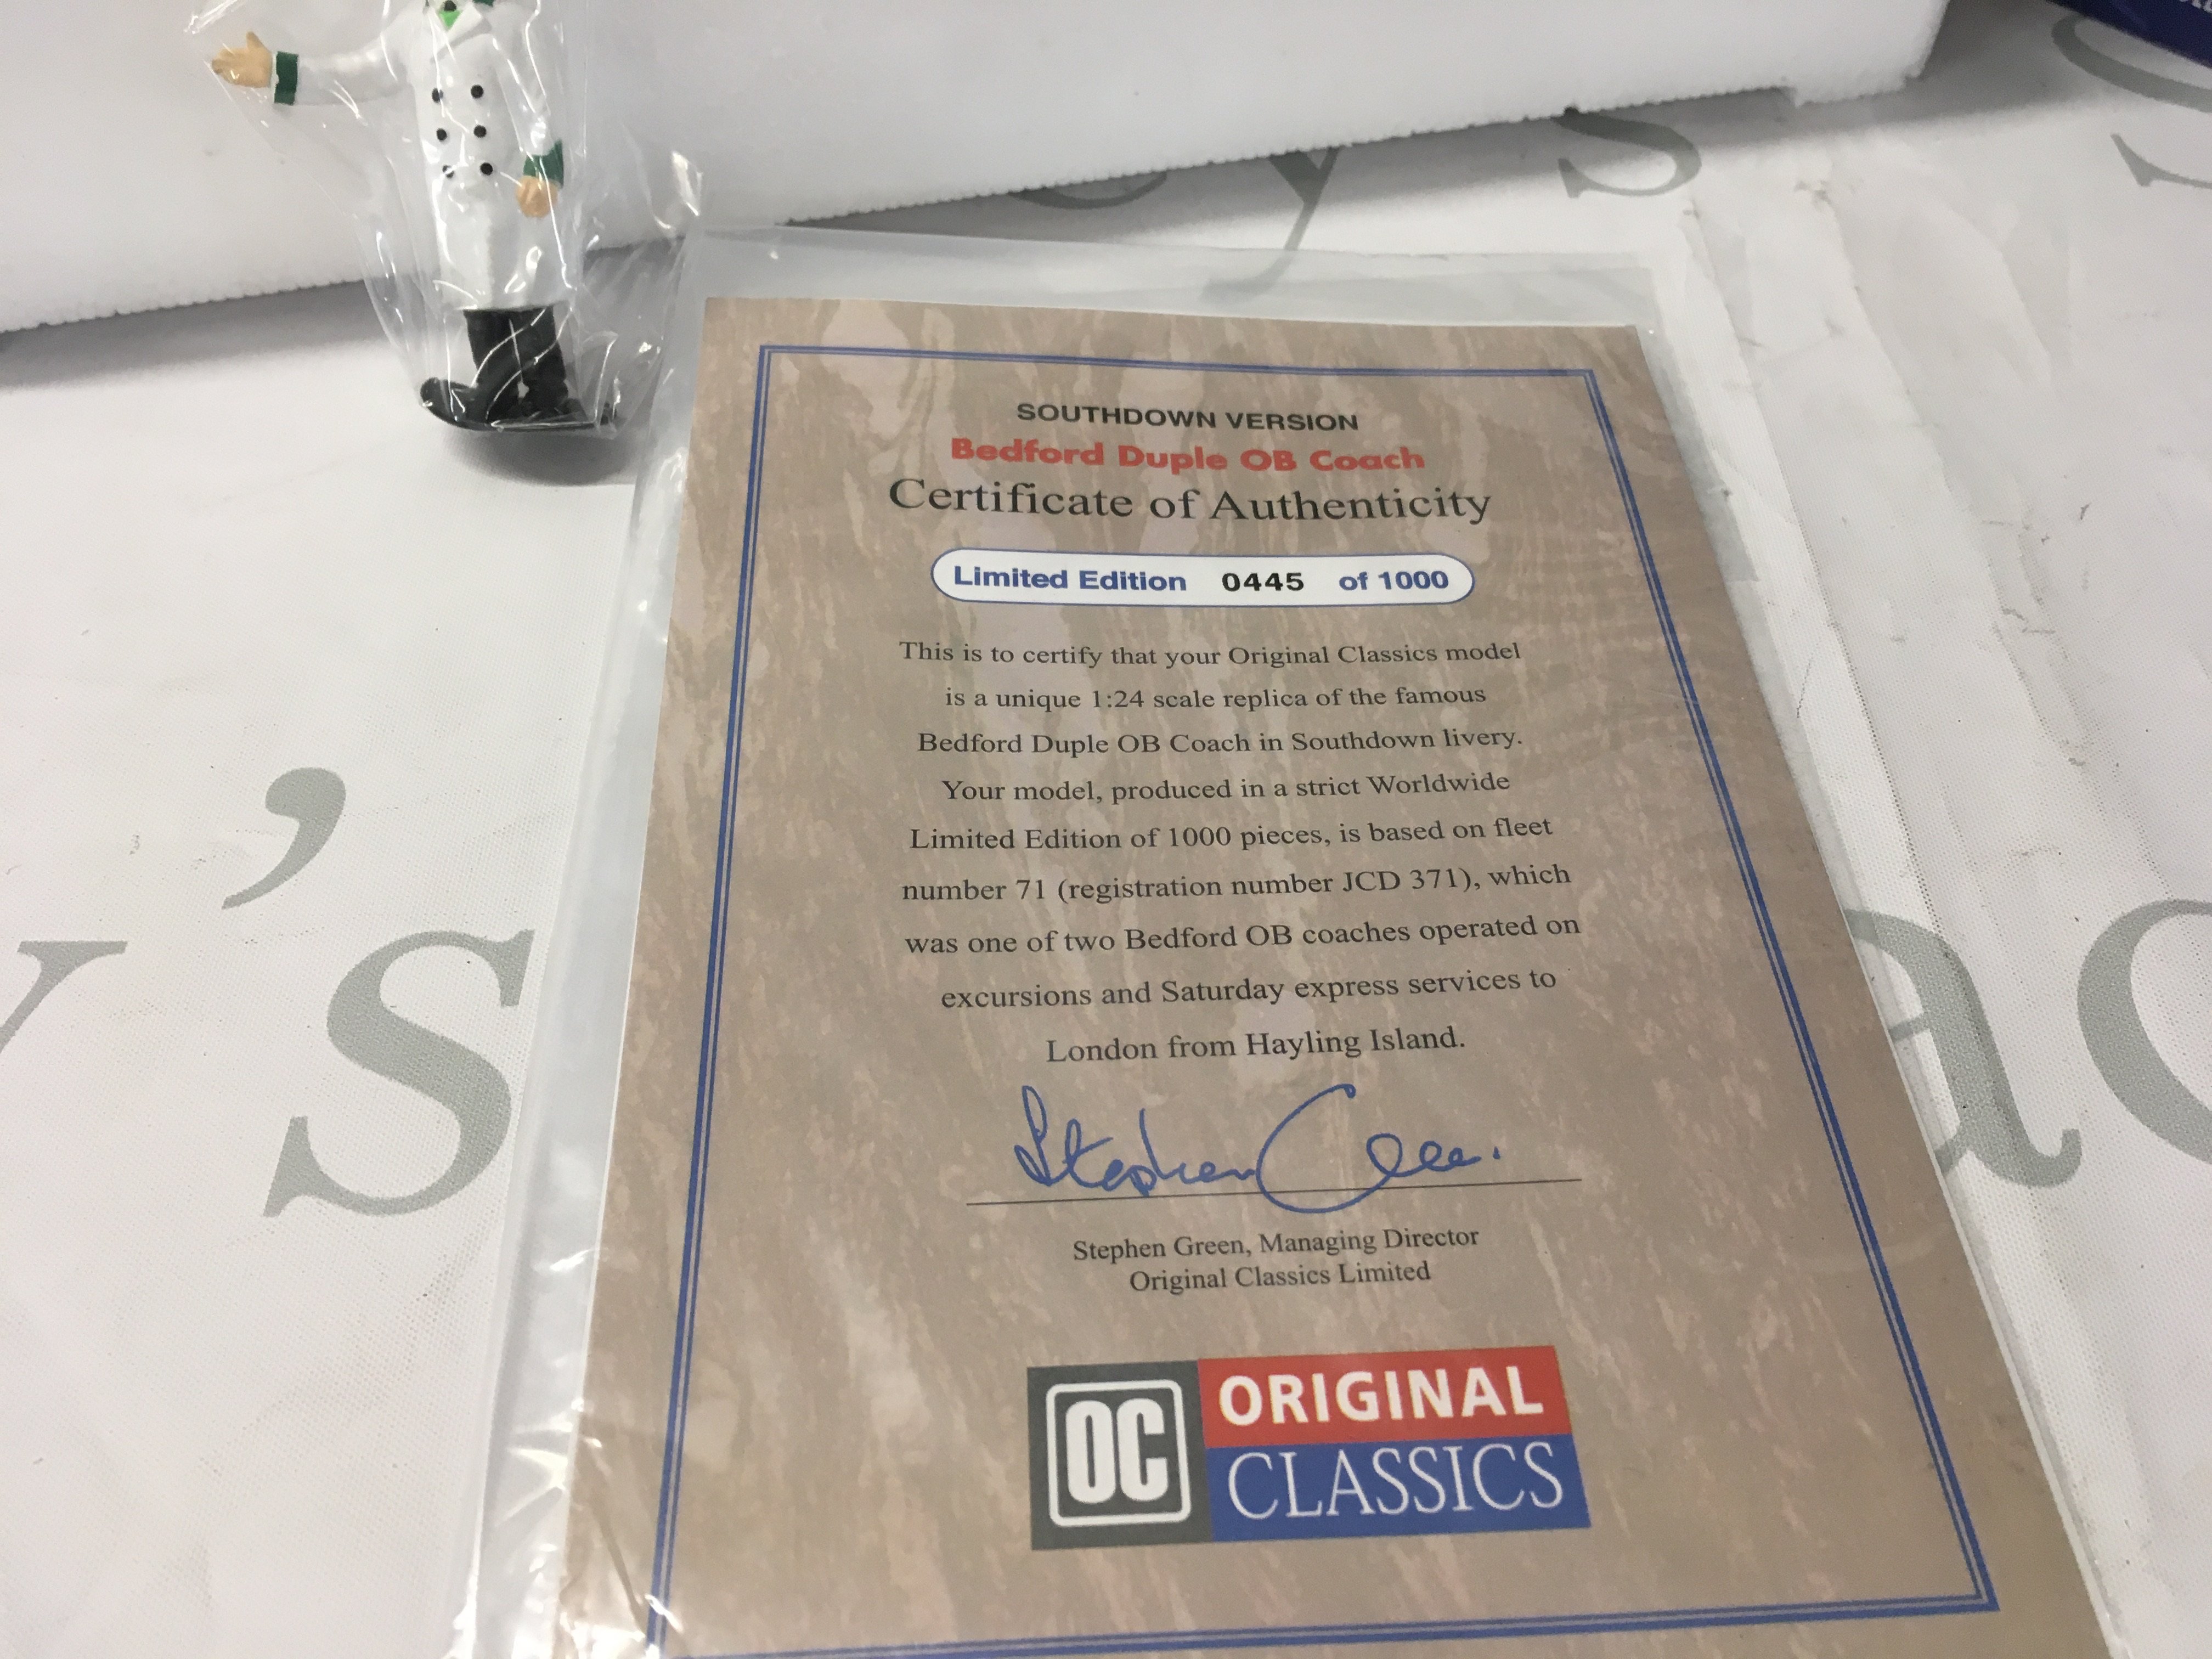 SOUTHDOWN VERSION
Bedford Duple OB Coach
Certificate of Authenticity
Limited Edition 0445 of 1000
This is to certify that your Original Classics model
is a unique 1:24 scale replica of the famous
Bedford Duple OB Coach in Southdown livery.
Your model, produced in a strict Worldwide
Limited Edition of 1000 pieces, is based on fleet
number 71 (registration number JCD 371), which
was one of two Bedford OB coaches operated on
excursions and Saturday express services to
London from Hayling Island.
Stephen Green.
Stephen Green, Managing Director
Original Classics Limited
OC ORIGINAL
CLASSICS
y's